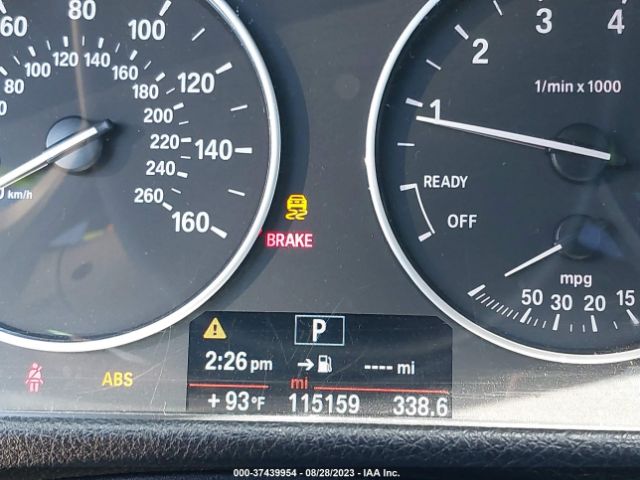 60 80 100 120 140 160
80 100 120 140 160 180 200 220 240 260
km/h
1 2 3 4
1/min x 1000
READY
OFF
mpg
50 30 20 15
BRAKE
ABS
P
2:26 pm ---- mi
mi
+ 93°F 115159 338.6
000-37439954 - 08/28/2023 - IAA Inc.